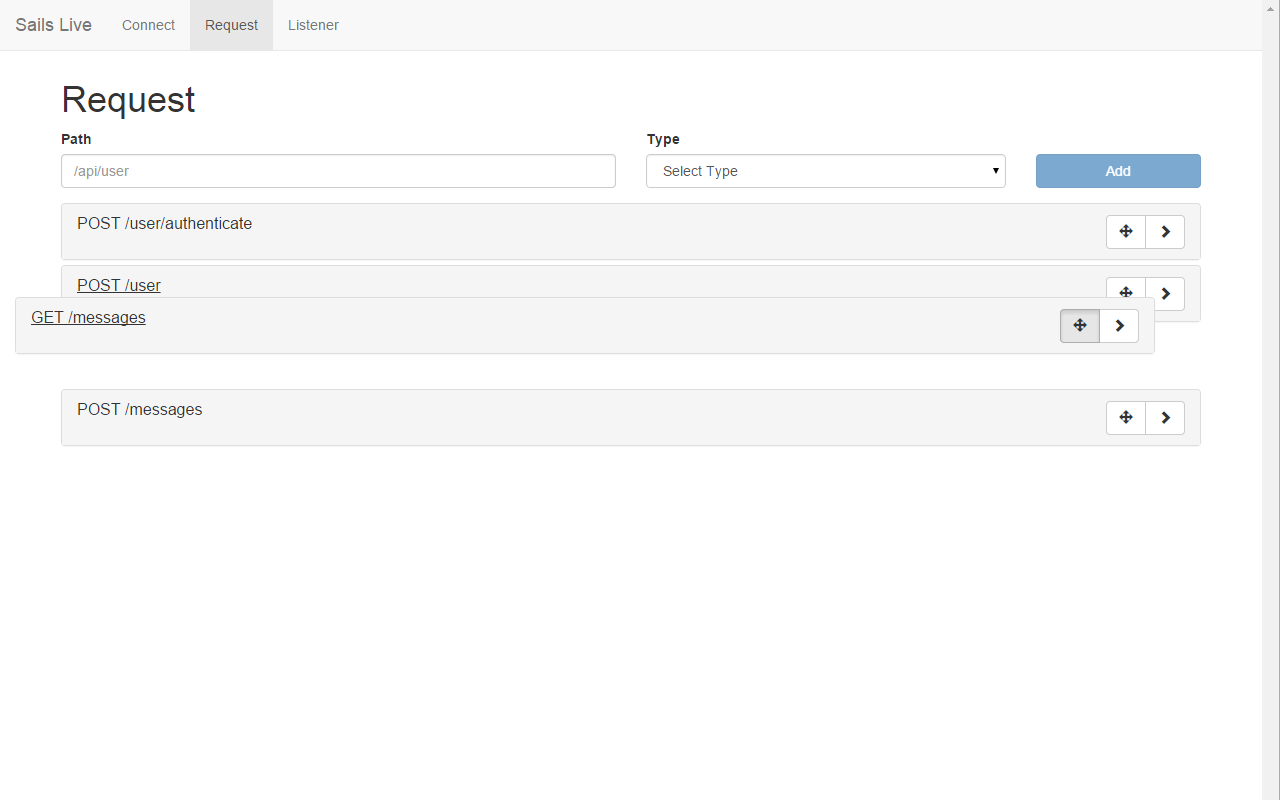 Sails Live Connect Request Listener
Request
Path Type
/api/user Select Type Add
POST /user/authenticate
POST /user
GET /messages
POST /messages